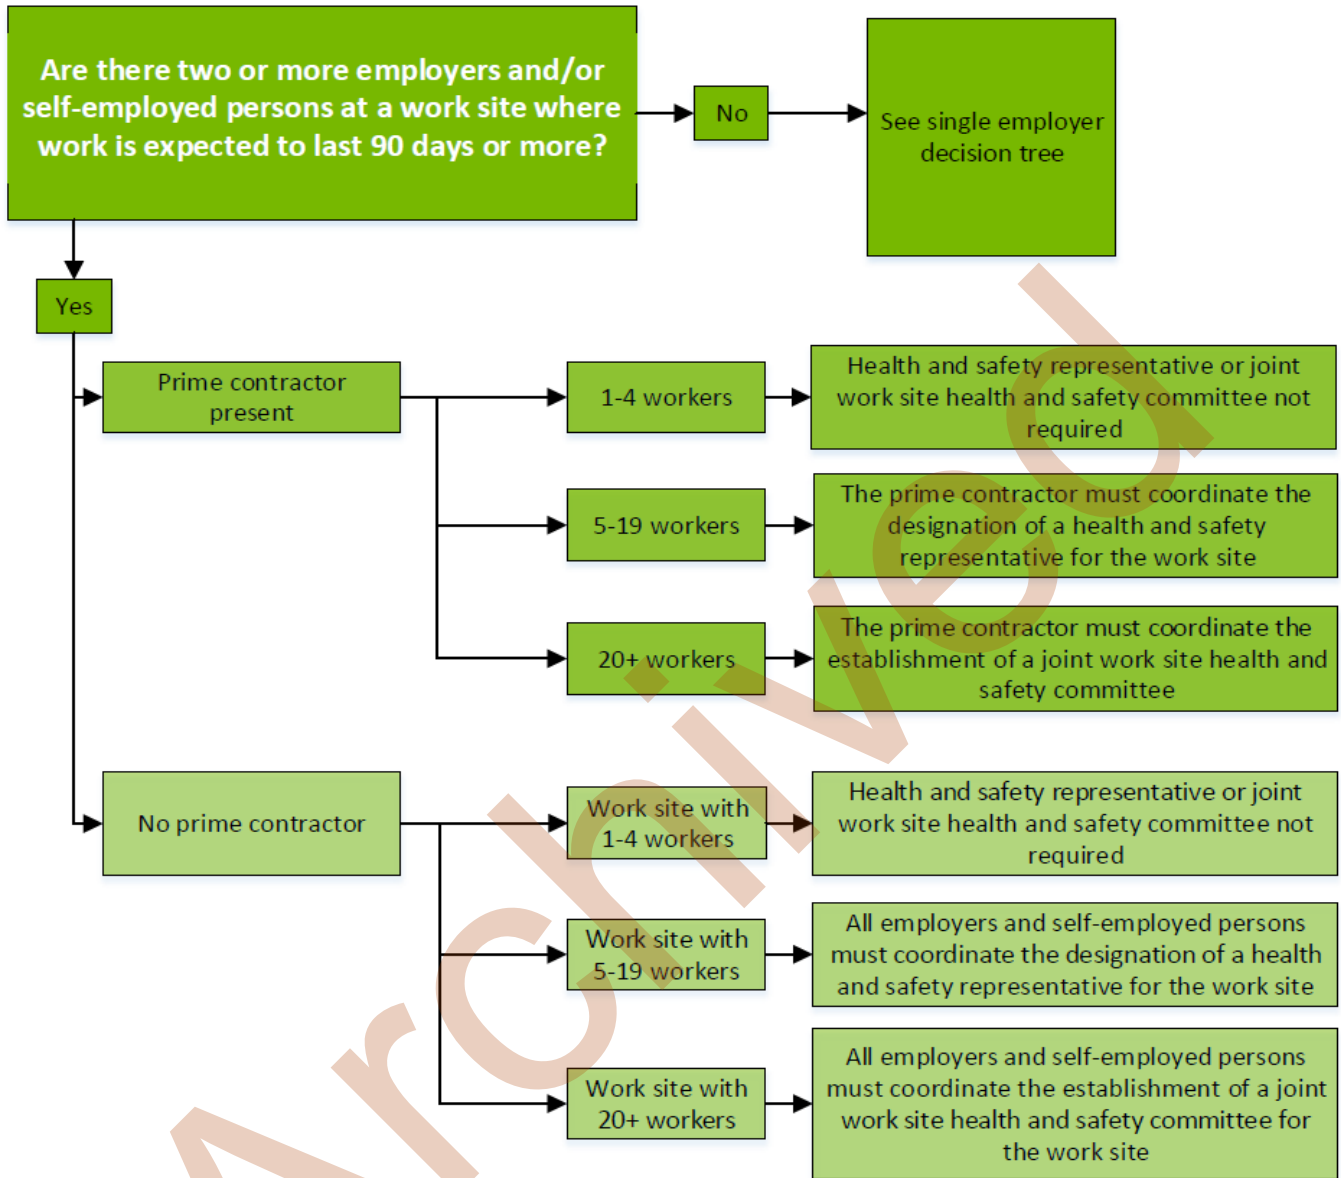 Are there two or more employers and/or
self-employed persons at a work site where
work is expected to last 90 days or more?
No
See single employer
decision tree
Yes
Prime contractor
present
1-4 workers
Health and safety representative or joint
work site health and safety committee not
required
5-19 workers
The prime contractor must coordinate the
designation of a health and safety
representative for the work site
20+ workers
The prime contractor must coordinate the
establishment of a joint work site health and
safety committee
No prime contractor
Work site with
1-4 workers
Health and safety representative or joint
work site health and safety committee not
required
Work site with
5-19 workers
All employers and self-employed persons
must coordinate the designation of a health
and safety representative for the work site
Work site with
20+ workers
All employers and self-employed persons
must coordinate the establishment of a joint
work site health and safety committee for
the work site
Archived